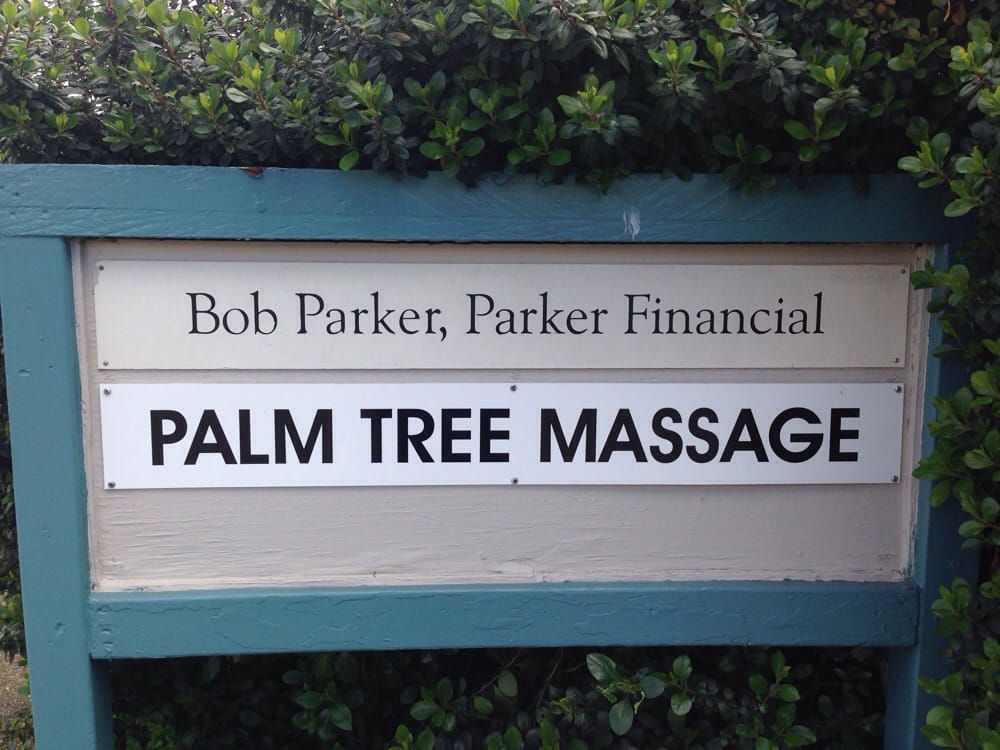 Bob Parker, Parker Financial
PALM TREE MASSAGE